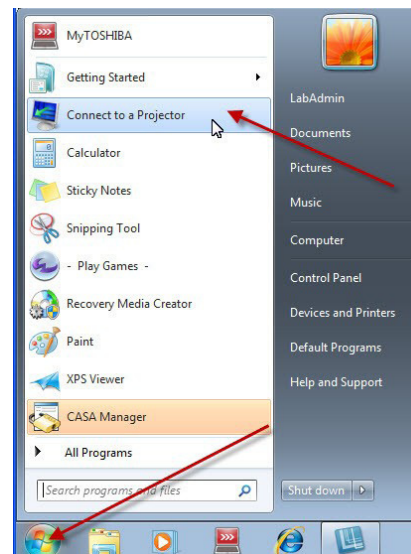 MyTOSHIBA
Getting Started
Connect to a Projector
Calculator
Sticky Notes
Snipping Tool
- Play Games -
Recovery Media Creator
Paint
XPS Viewer
CASA Manager
All Programs
Search programs and files
LabAdmin
Documents
Pictures
Music
Computer
Control Panel
Devices and Printers
Default Programs
Help and Support
Shut down